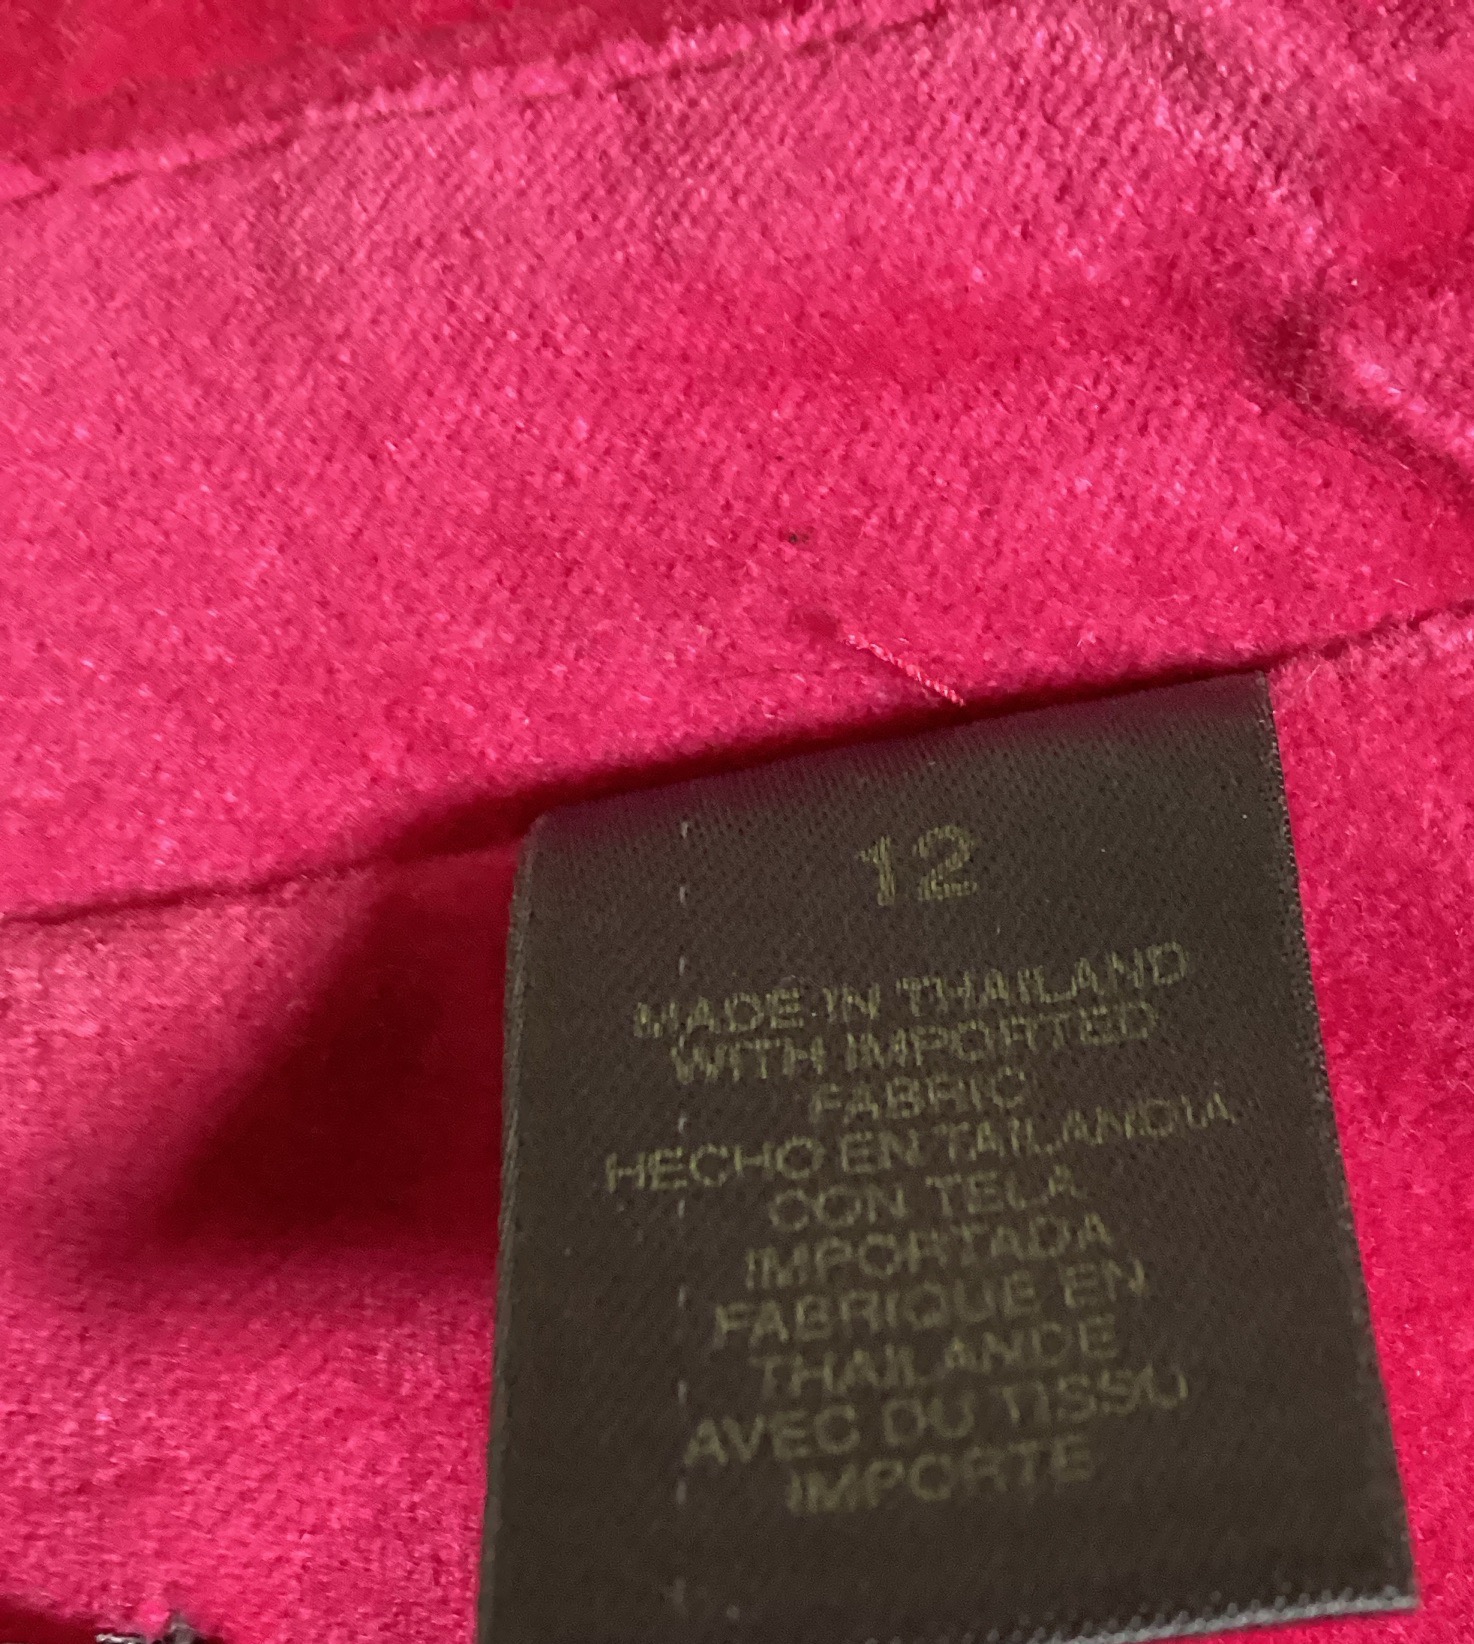 12
MADE IN THAILAND
WITH IMPORTED
FABRIC
HECHO EN TAILANDIA
CON TELA
IMPORTADA
FABRIQUE EN
THAILANDE
AVEC DU TISSU
IMPORTE